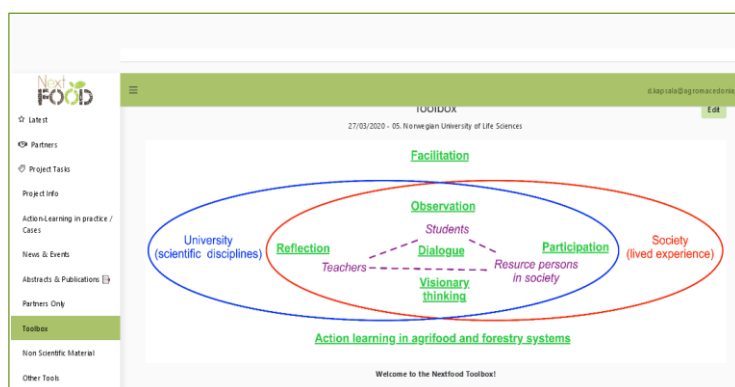 Next
FOOD
d.kapsala@agromacedonia
Latest
Partners
Project Tasks
Project Info
Action-Learning in practice /
Cases
News & Events
Abstracts & Publications
Partners Only
Toolbox
Non Scientific Material
Other Tools
TOOLBOX
Edit
27/03/2020 - 05. Norwegian University of Life Sciences
Facilitation
Observation
Students
University
(scientific disciplines)
Reflection
Dialogue
Participation
Society
(lived experience)
Teachers
Resurce persons
in society
Visionary
thinking
Action learning in agrifood and forestry systems
Welcome to the Nextfood Toolbox!